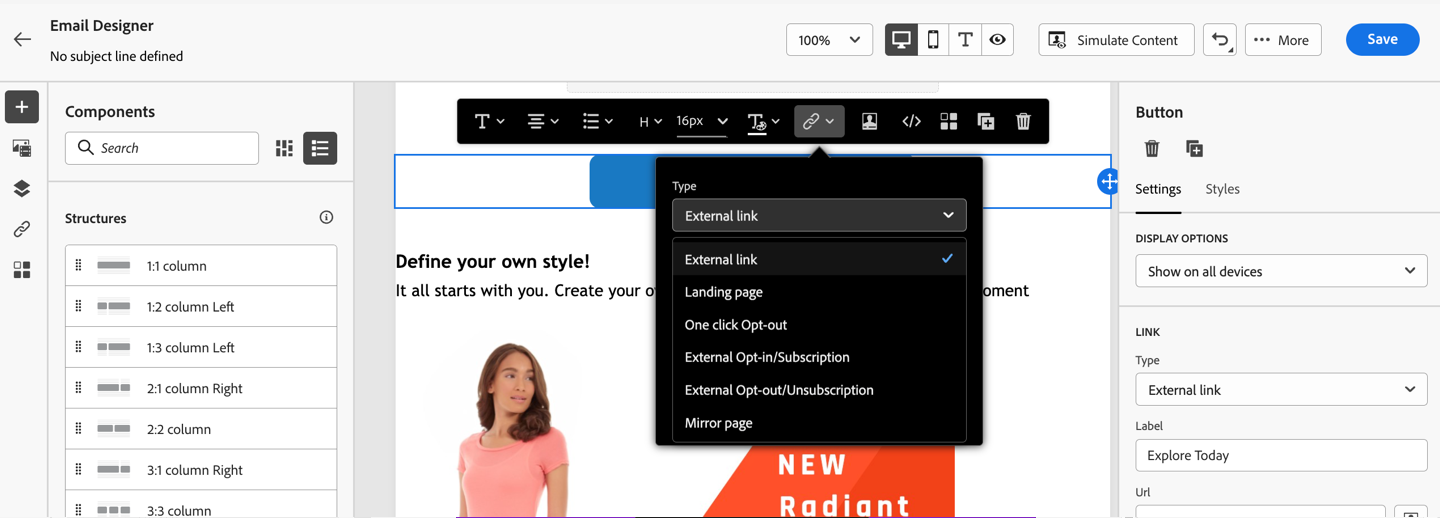 Email Designer
No subject line defined
100%
Simulate Content
More
Save
Components
Search
Structures
1:1 column
1:2 column Left
1:3 column Left
2:1 column Right
2:2 column
3:1 column Right
3:3 column
H
16px
Type
External link
External link
Landing page
One click Opt-out
External Opt-in/Subscription
External Opt-out/Unsubscription
Mirror page
Define your own style!
It all starts with you. Create your
NEW
Radiant
Button
Settings
Styles
DISPLAY OPTIONS
Show on all devices
LINK
Type
External link
Label
Explore Today
Url